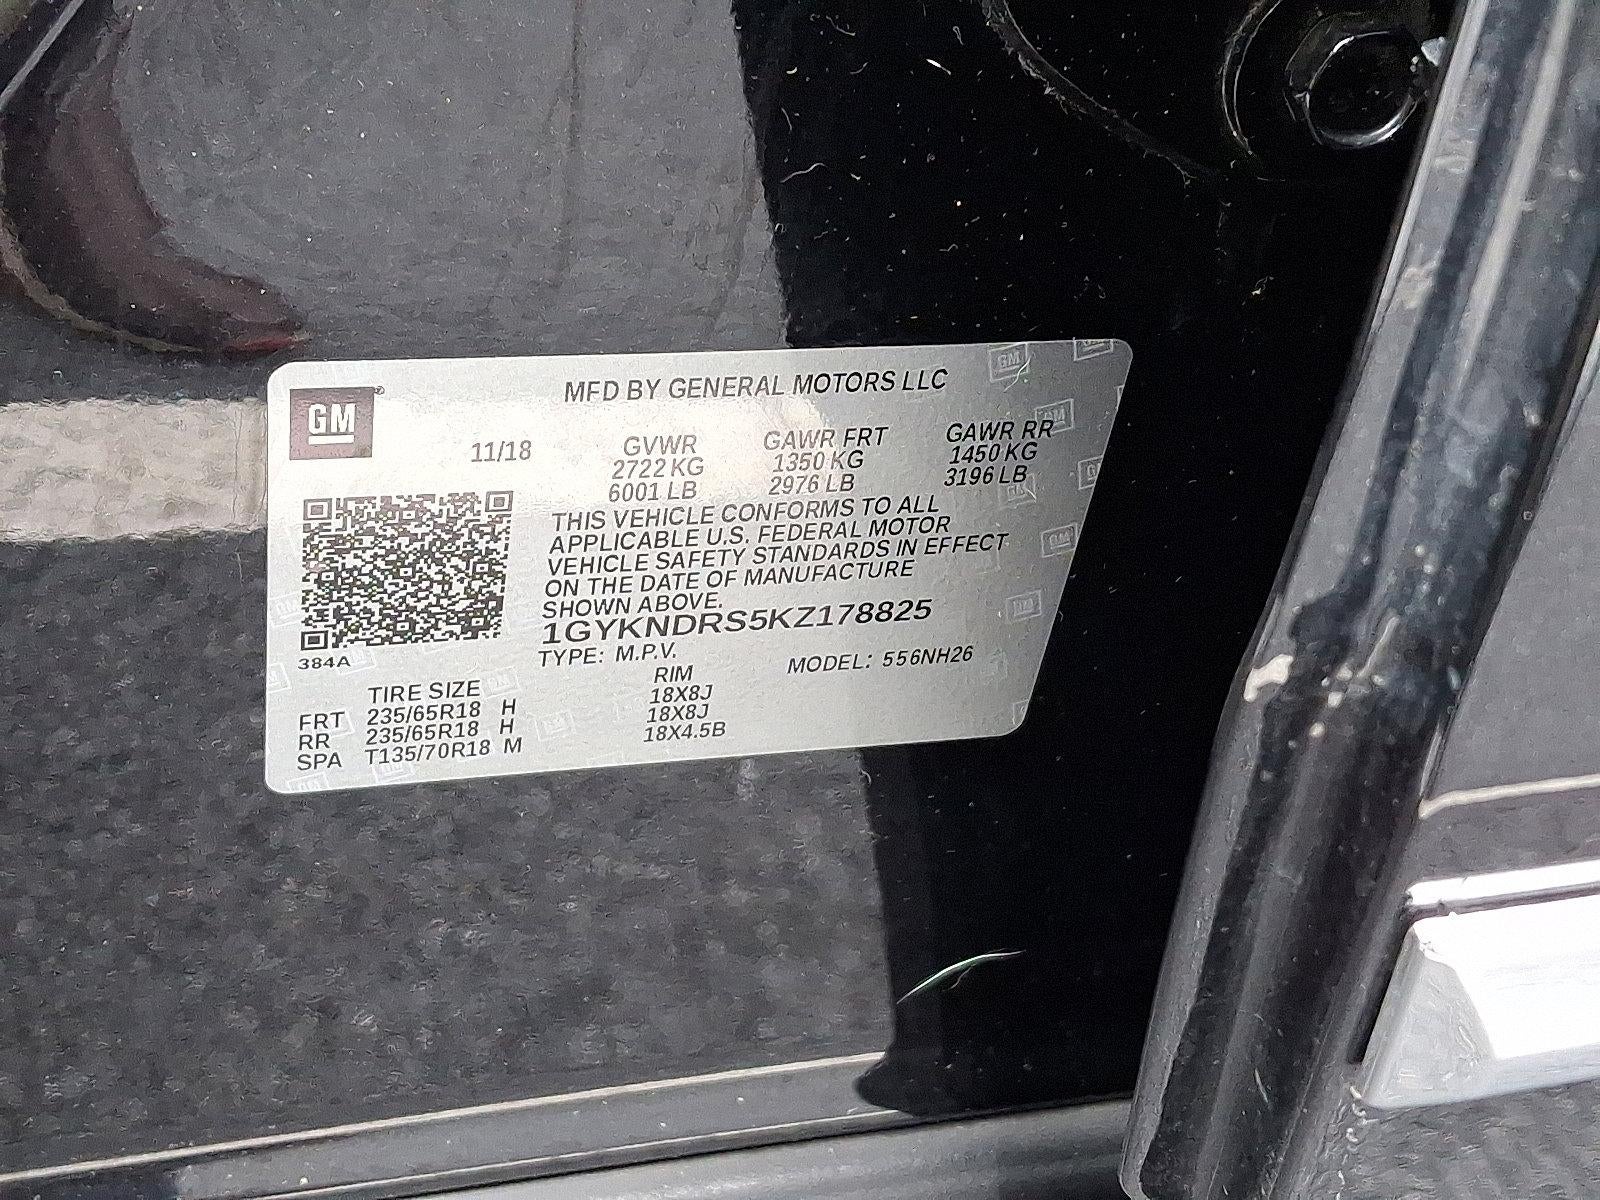 GM
MFD BY GENERAL MOTORS LLC
11/18
GVWR
2722 KG
6001 LB
GAWR FRT
1350 KG
2976 LB
GAWR RR
1450 KG
3196 LB
THIS VEHICLE CONFORMS TO ALL
APPLICABLE U.S. FEDERAL MOTOR
VEHICLE SAFETY STANDARDS IN EFFECT
ON THE DATE OF MANUFACTURE
SHOWN ABOVE.
1GYKNDRS5KZ178825
384A
TYPE: M.P.V.
MODEL: 556NH26
TIRE SIZE RIM
FRT 235/65R18 H 18X8J
RR 235/65R18 H 18X8J
SPA T135/70R18 M 18X4.5B